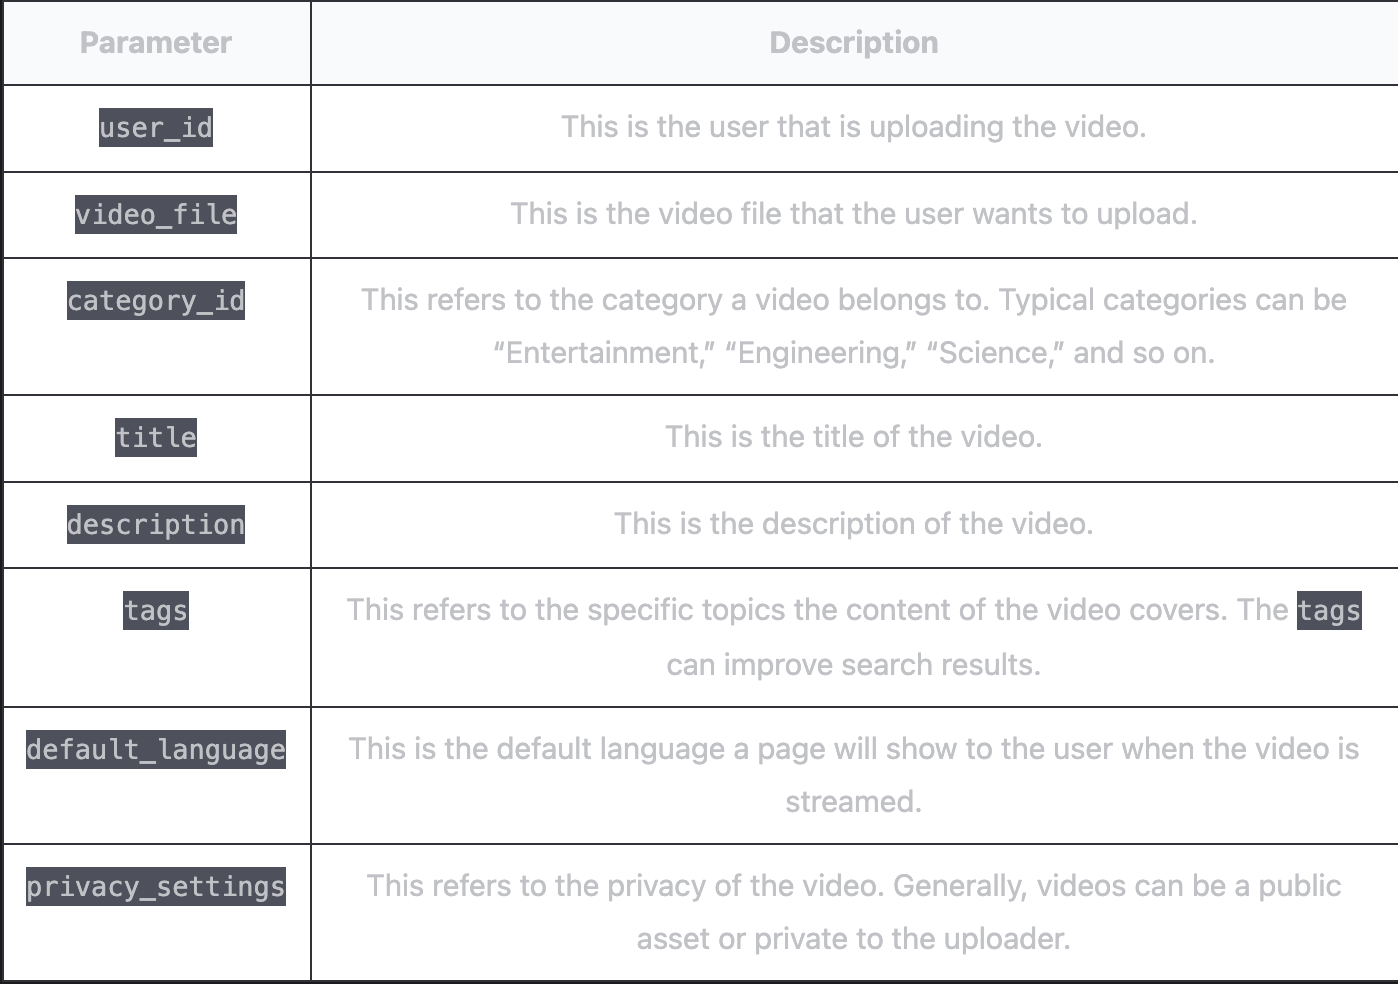 Parameter Description
user_id This is the user that is uploading the video.
video_file This is the video file that the user wants to upload.
category_id This refers to the category a video belongs to. Typical categories can be
“Entertainment,” “Engineering,” “Science,” and so on.
title This is the title of the video.
description This is the description of the video.
tags This refers to the specific topics the content of the video covers. The tags
can improve search results.
default_language This is the default language a page will show to the user when the video is
streamed.
privacy_settings This refers to the privacy of the video. Generally, videos can be a public
asset or private to the uploader.